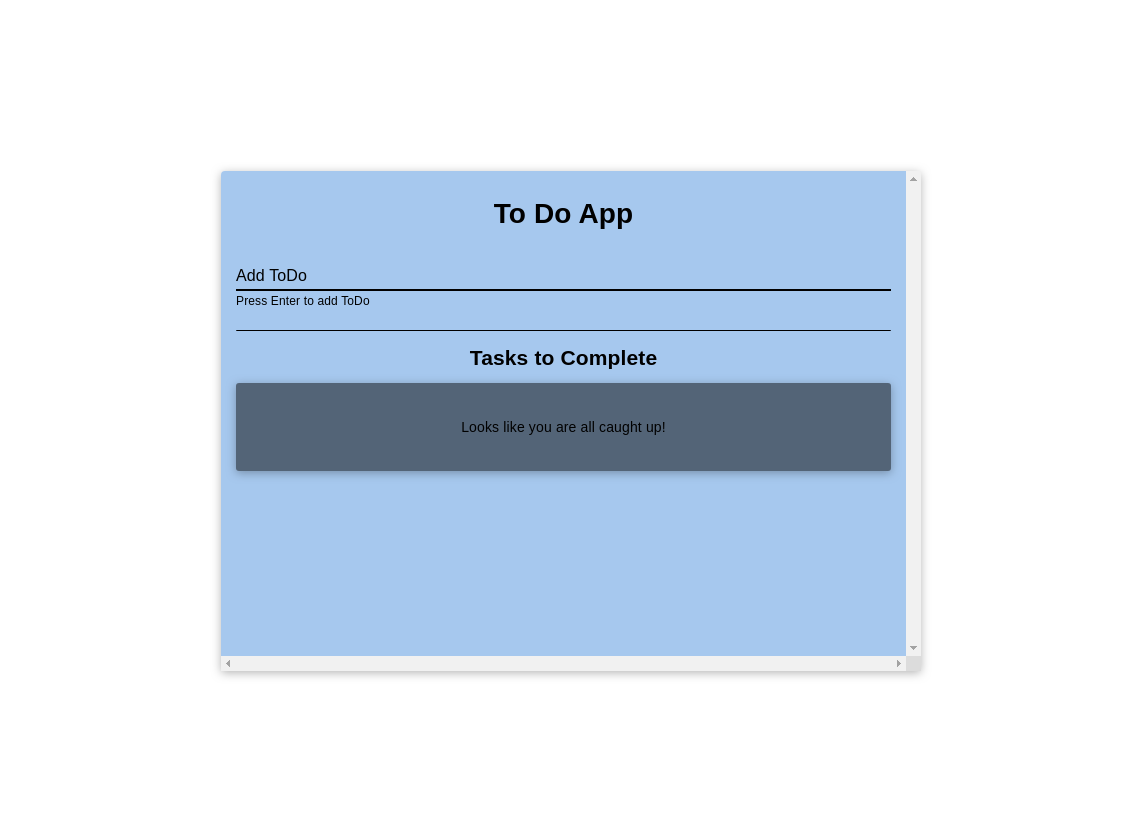 To Do App
Add ToDo
Press Enter to add ToDo
Tasks to Complete
Looks like you are all caught up!